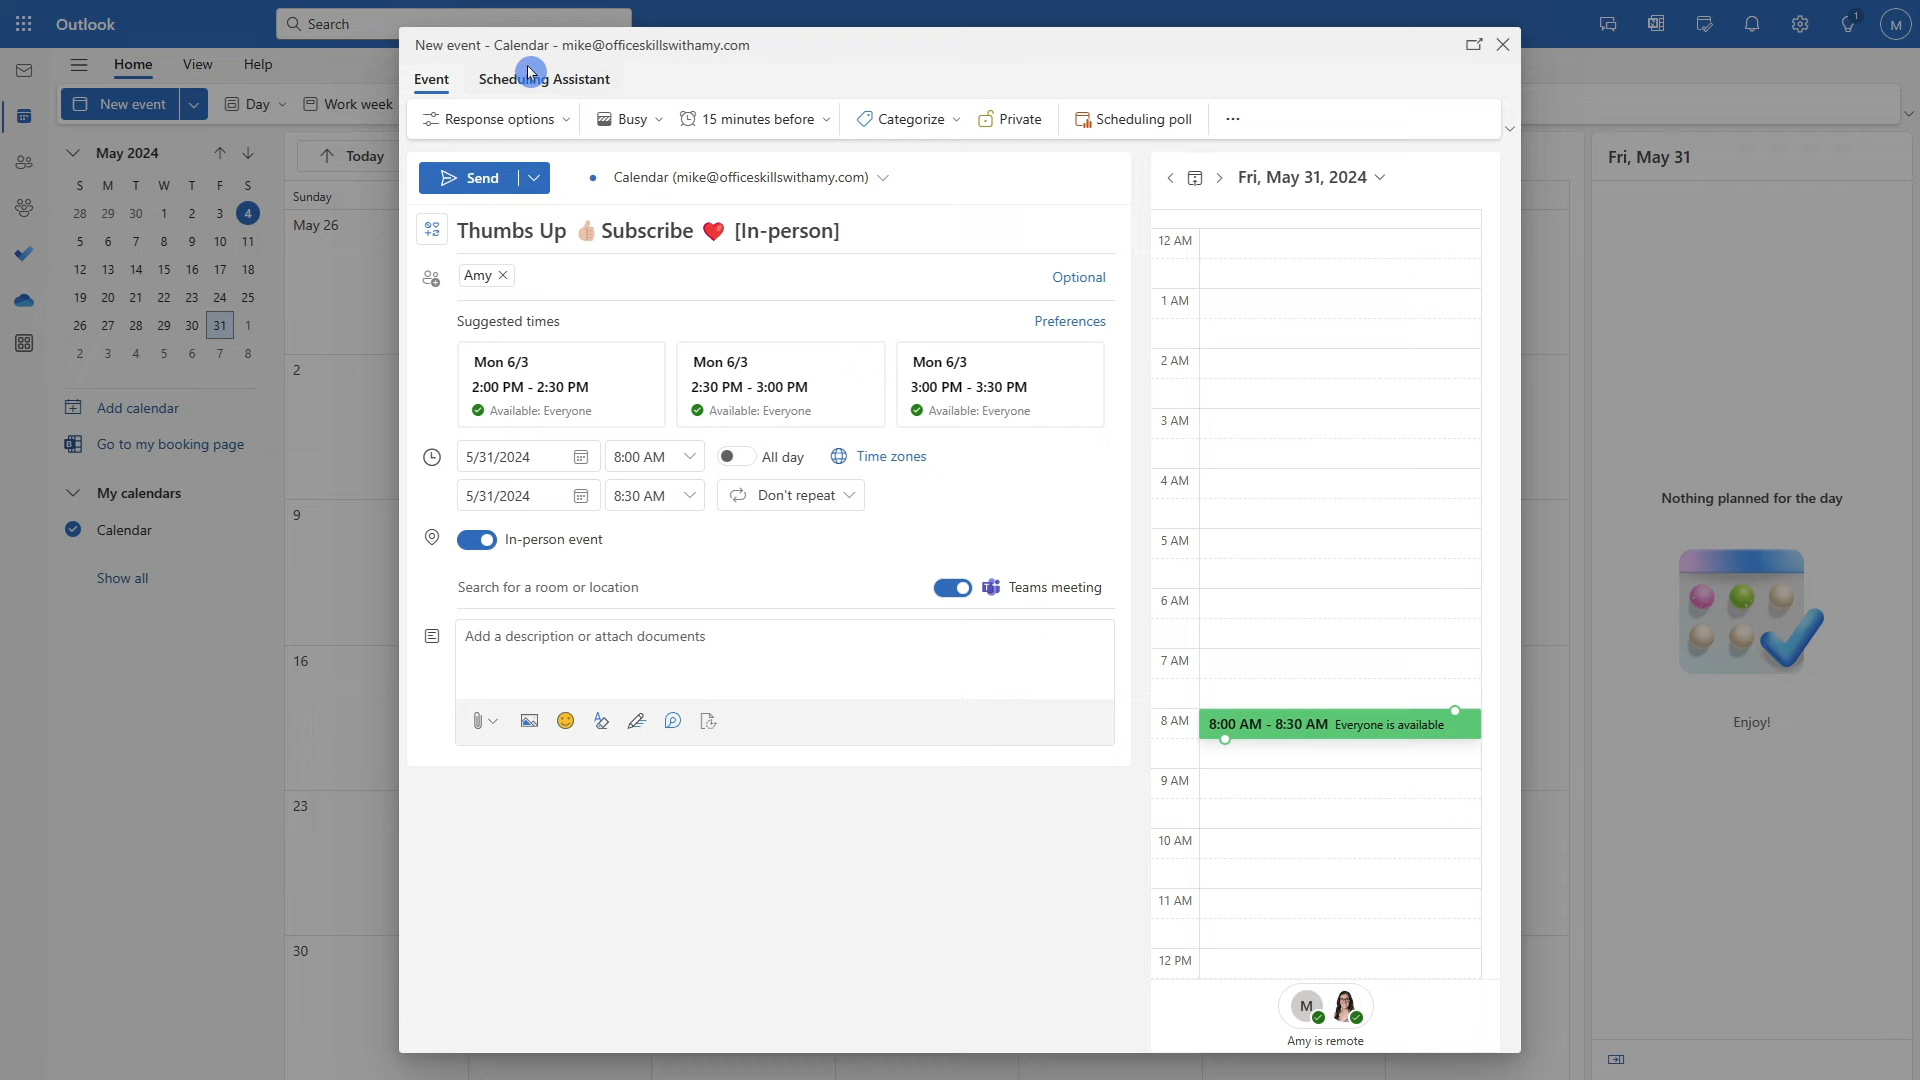 Outlook
Search
1
M
New event - Calendar - mike@officeskillswithamy.com
Home
View
Help
Event
Scheduling Assistant
New event
Day
Work week
Response options
Busy
15 minutes before
Categorize
Private
Scheduling poll
May 2024
Today
S M T W T F S
28 29 30 1 2 3 4
5 6 7 8 9 10 11
12 13 14 15 16 17 18
19 20 21 22 23 24 25
26 27 28 29 30 31 1
2 3 4 5 6 7 8
Add calendar
Go to my booking page
My calendars
Calendar
Show all
Sunday
May 26
2
9
16
23
30
Send
Calendar (mike@officeskillswithamy.com)
Thumbs Up 👍🏼 Subscribe ❤️ [In-person]
Amy
Optional
Suggested times
Preferences
Mon 6/3
2:00 PM - 2:30 PM
Available: Everyone
Mon 6/3
2:30 PM - 3:00 PM
Available: Everyone
Mon 6/3
3:00 PM - 3:30 PM
Available: Everyone
5/31/2024
8:00 AM
All day
Time zones
5/31/2024
8:30 AM
Don't repeat
In-person event
Search for a room or location
Teams meeting
Add a description or attach documents
Fri, May 31, 2024
12 AM
1 AM
2 AM
3 AM
4 AM
5 AM
6 AM
7 AM
8 AM
8:00 AM - 8:30 AM Everyone is available
9 AM
10 AM
11 AM
12 PM
M
Amy is remote
Fri, May 31
Nothing planned for the day
Enjoy!